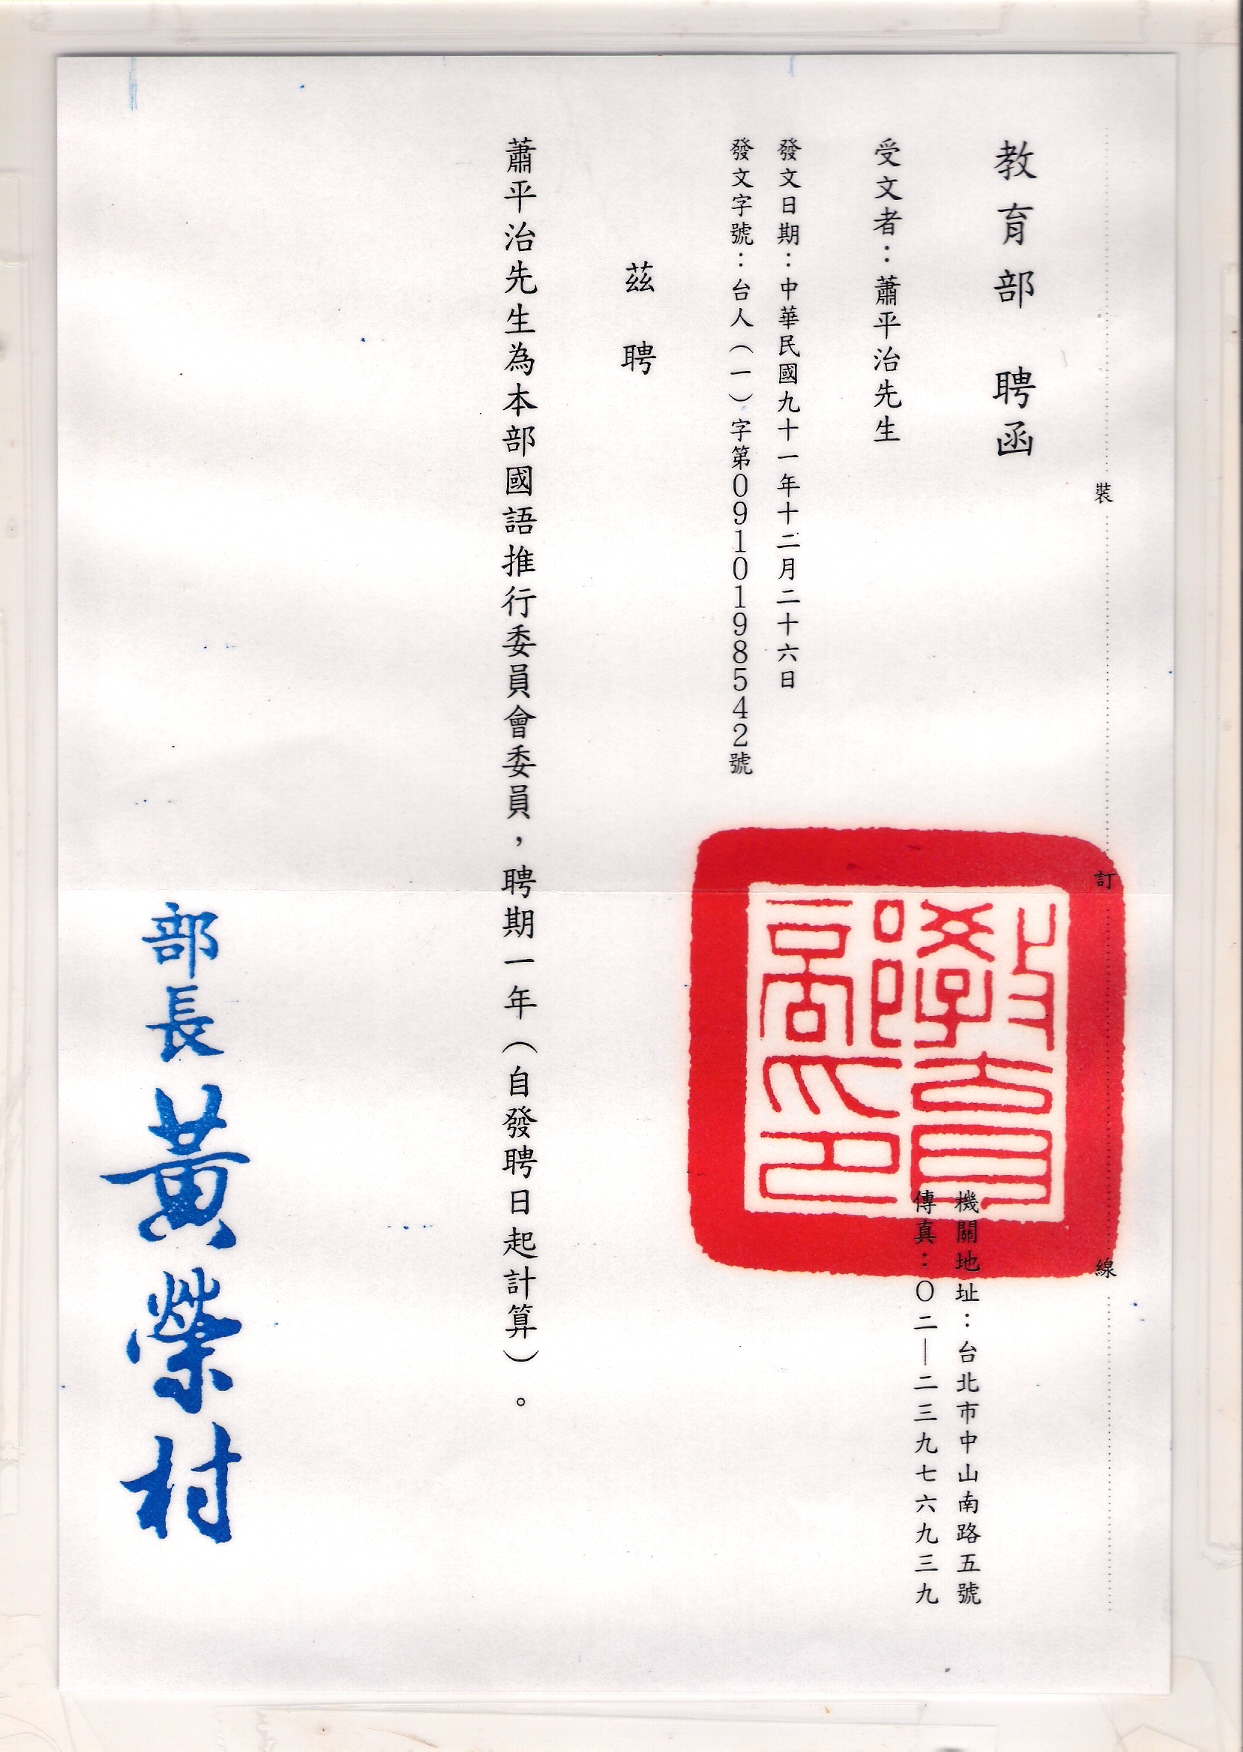 裝
訂
線
教育部 聘函
機關地址：台北市中山南路五號
傳真：〇二—二三九七六九三九
受文者：蕭平治先生
發文日期：中華民國九十一年十二月二十六日
發文字號：台人（一）字第0910198542號
教育部印
茲聘
蕭平治先生為本部國語推行委員會委員，聘期一年（自發聘日起計算）。
部長 黃榮村